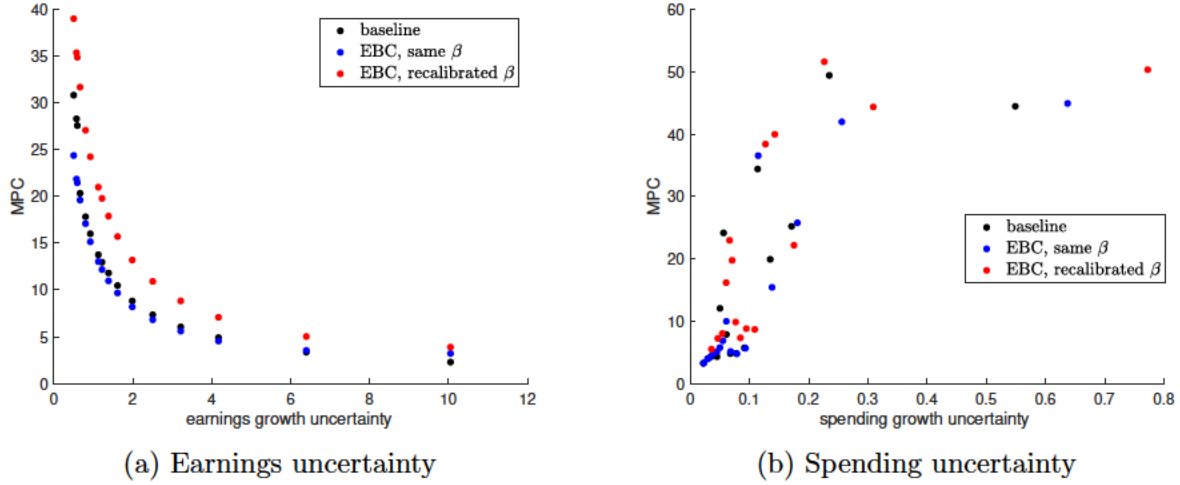 40
35
30
25
20
15
10
5
0
MPC
baseline
EBC, same β
EBC, recalibrated β
0 2 4 6 8 10 12
earnings growth uncertainty
(a) Earnings uncertainty
60
50
40
30
20
10
0
MPC
baseline
EBC, same β
EBC, recalibrated β
0 0.1 0.2 0.3 0.4 0.5 0.6 0.7 0.8
spending growth uncertainty
(b) Spending uncertainty